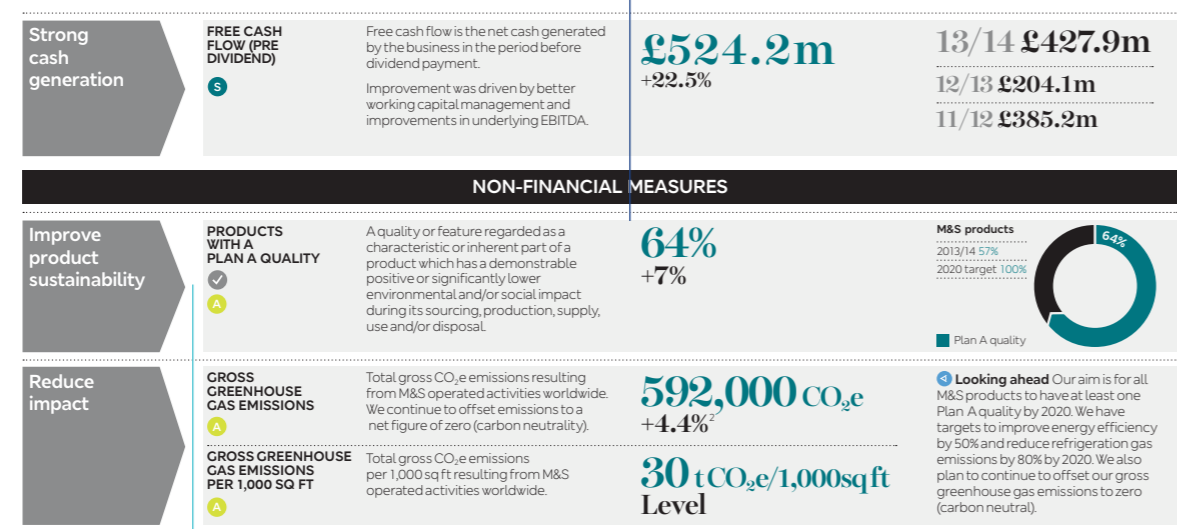 Strong
cash
generation
FREE CASH
FLOW (PRE
DIVIDEND)
S
Free cash flow is the net cash generated
by the business in the period before
dividend payment.
Improvement was driven by better
working capital management and
improvements in underlying EBITDA.
£524.2m
+22.5%
13/14 £427.9m
12/13 £204.1m
11/12 £385.2m
NON-FINANCIAL MEASURES
Improve
product
sustainability
PRODUCTS
WITH A
PLAN A QUALITY
A
A quality or feature regarded as a
characteristic or inherent part of a
product which has a demonstrable
positive or significantly lower
environmental and/or social impact
during its sourcing, production, supply,
use and/or disposal.
64%
+7%
M&S products
2013/14 57%
2020 target 100%
64%
Plan A quality
Reduce
impact
GROSS
GREENHOUSE
GAS EMISSIONS
A
Total gross CO₂e emissions resulting
from M&S operated activities worldwide.
We continue to offset emissions to a
net figure of zero (carbon neutrality).
592,000 CO₂e
+4.4%²
GROSS GREENHOUSE
GAS EMISSIONS
PER 1,000 SQ FT
A
Total gross CO₂e emissions
per 1,000 sq ft resulting from M&S
operated activities worldwide.
30 t CO₂e/1,000sq ft
Level
Looking ahead Our aim is for all
M&S products to have at least one
Plan A quality by 2020. We have
targets to improve energy efficiency
by 50% and reduce refrigeration gas
emissions by 80% by 2020. We also
plan to continue to offset our gross
greenhouse gas emissions to zero
(carbon neutral).